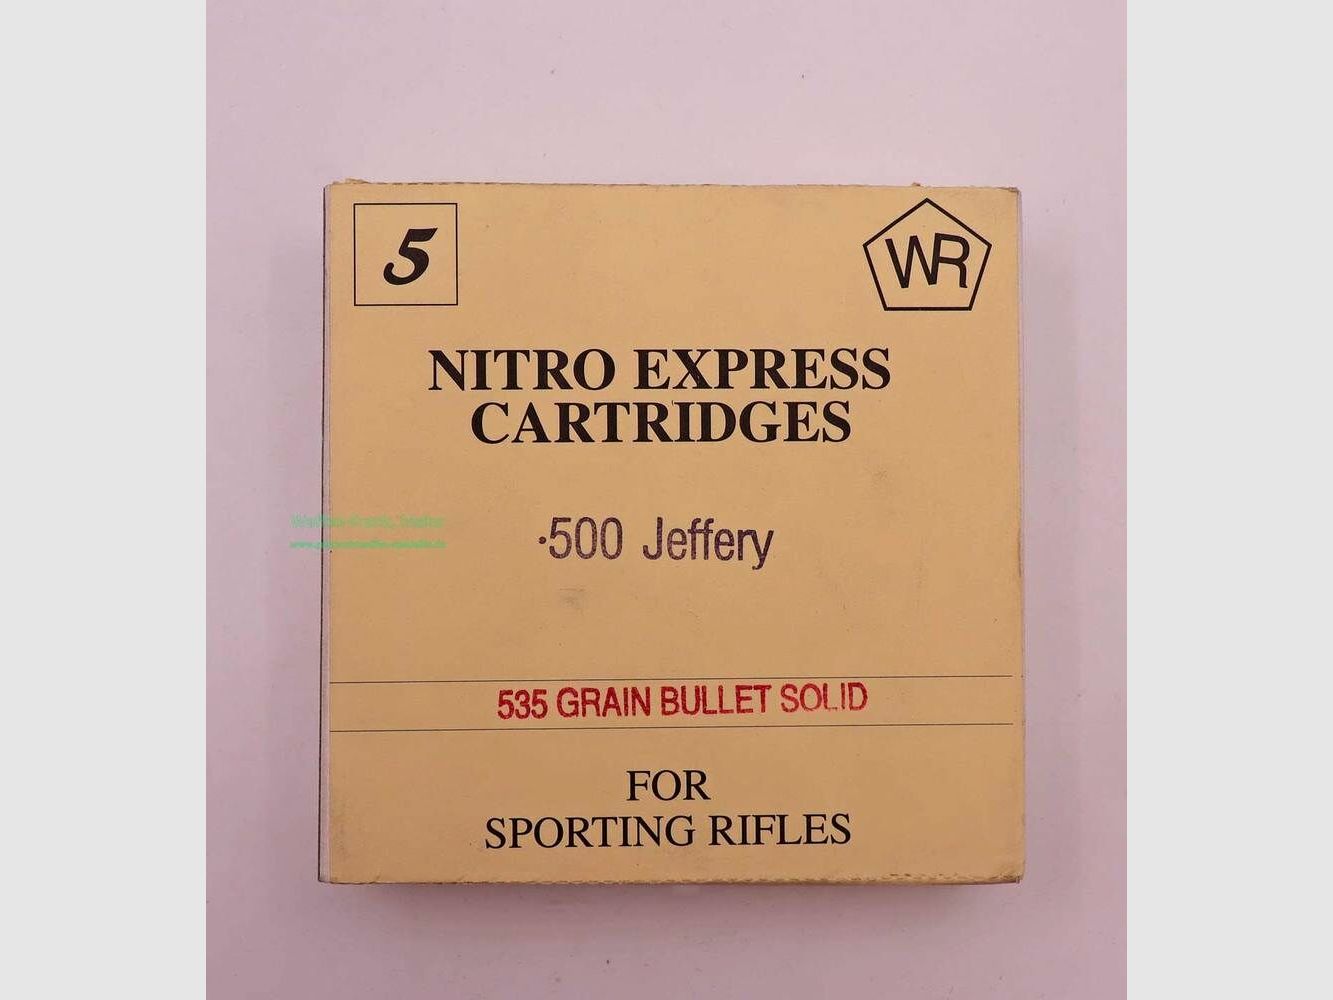 5
WR
NITRO EXPRESS
CARTRIDGES
.500 Jeffery
535 GRAIN BULLET SOLID
FOR
SPORTING RIFLES